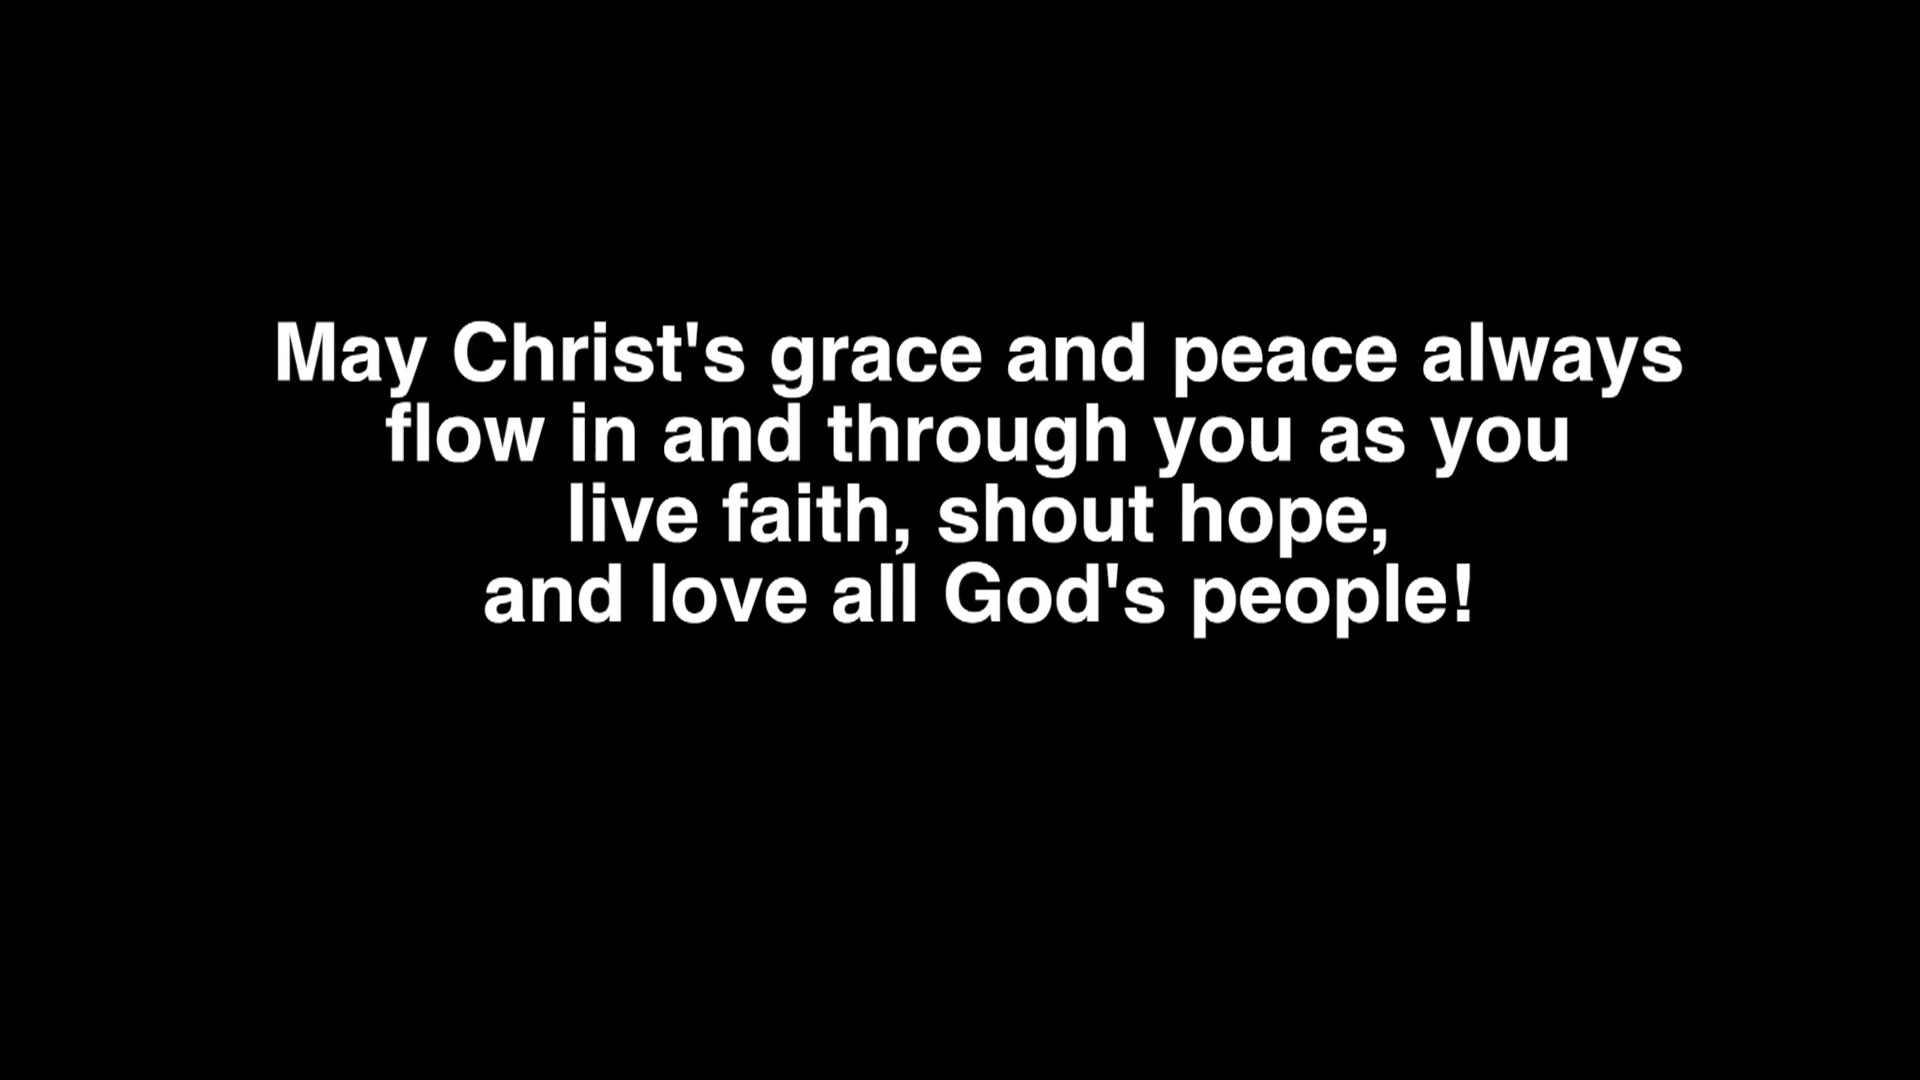 May Christ's grace and peace always
flow in and through you as you
live faith, shout hope,
and love all God's people!